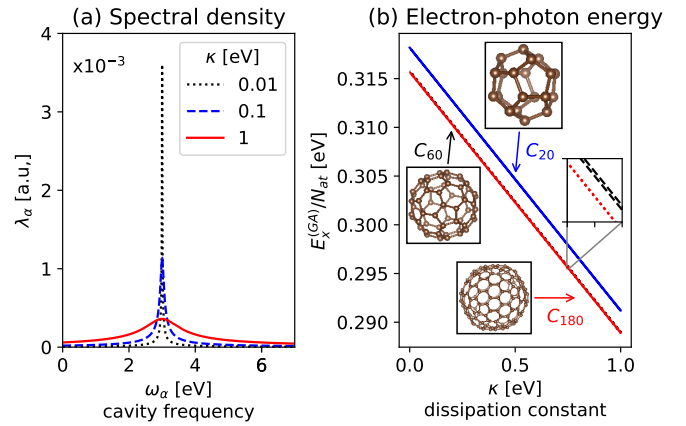 (a) Spectral density
x10⁻³
κ [eV]
0.01
0.1
1
4
3
2
1
0
λα [a.u,]
0 2 4 6
ωα [eV]
cavity frequency
(b) Electron-photon energy
0.315
0.310
0.305
0.300
0.295
0.290
Eₓ⁽ᴳᴬ⁾/Nat [eV]
C60
C20
C180
0.0 0.5 1.0
κ [eV]
dissipation constant